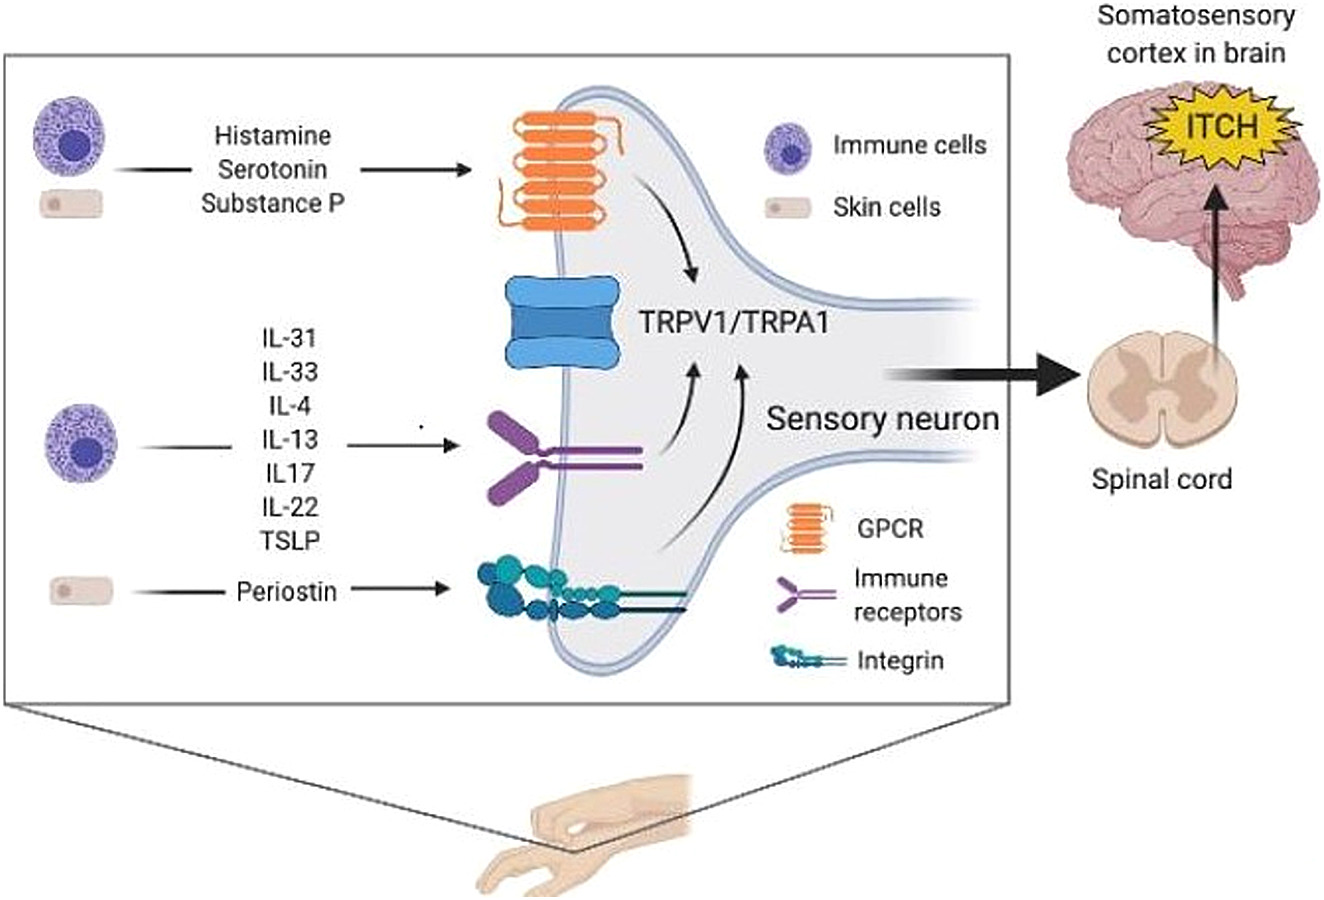 Somatosensory
cortex in brain
ITCH
Histamine
Serotonin
Substance P
Immune cells
Skin cells
TRPV1/TRPA1
IL-31
IL-33
IL-4
IL-13
IL17
IL-22
TSLP
Sensory neuron
Spinal cord
GPCR
Immune
receptors
Periostin
Integrin